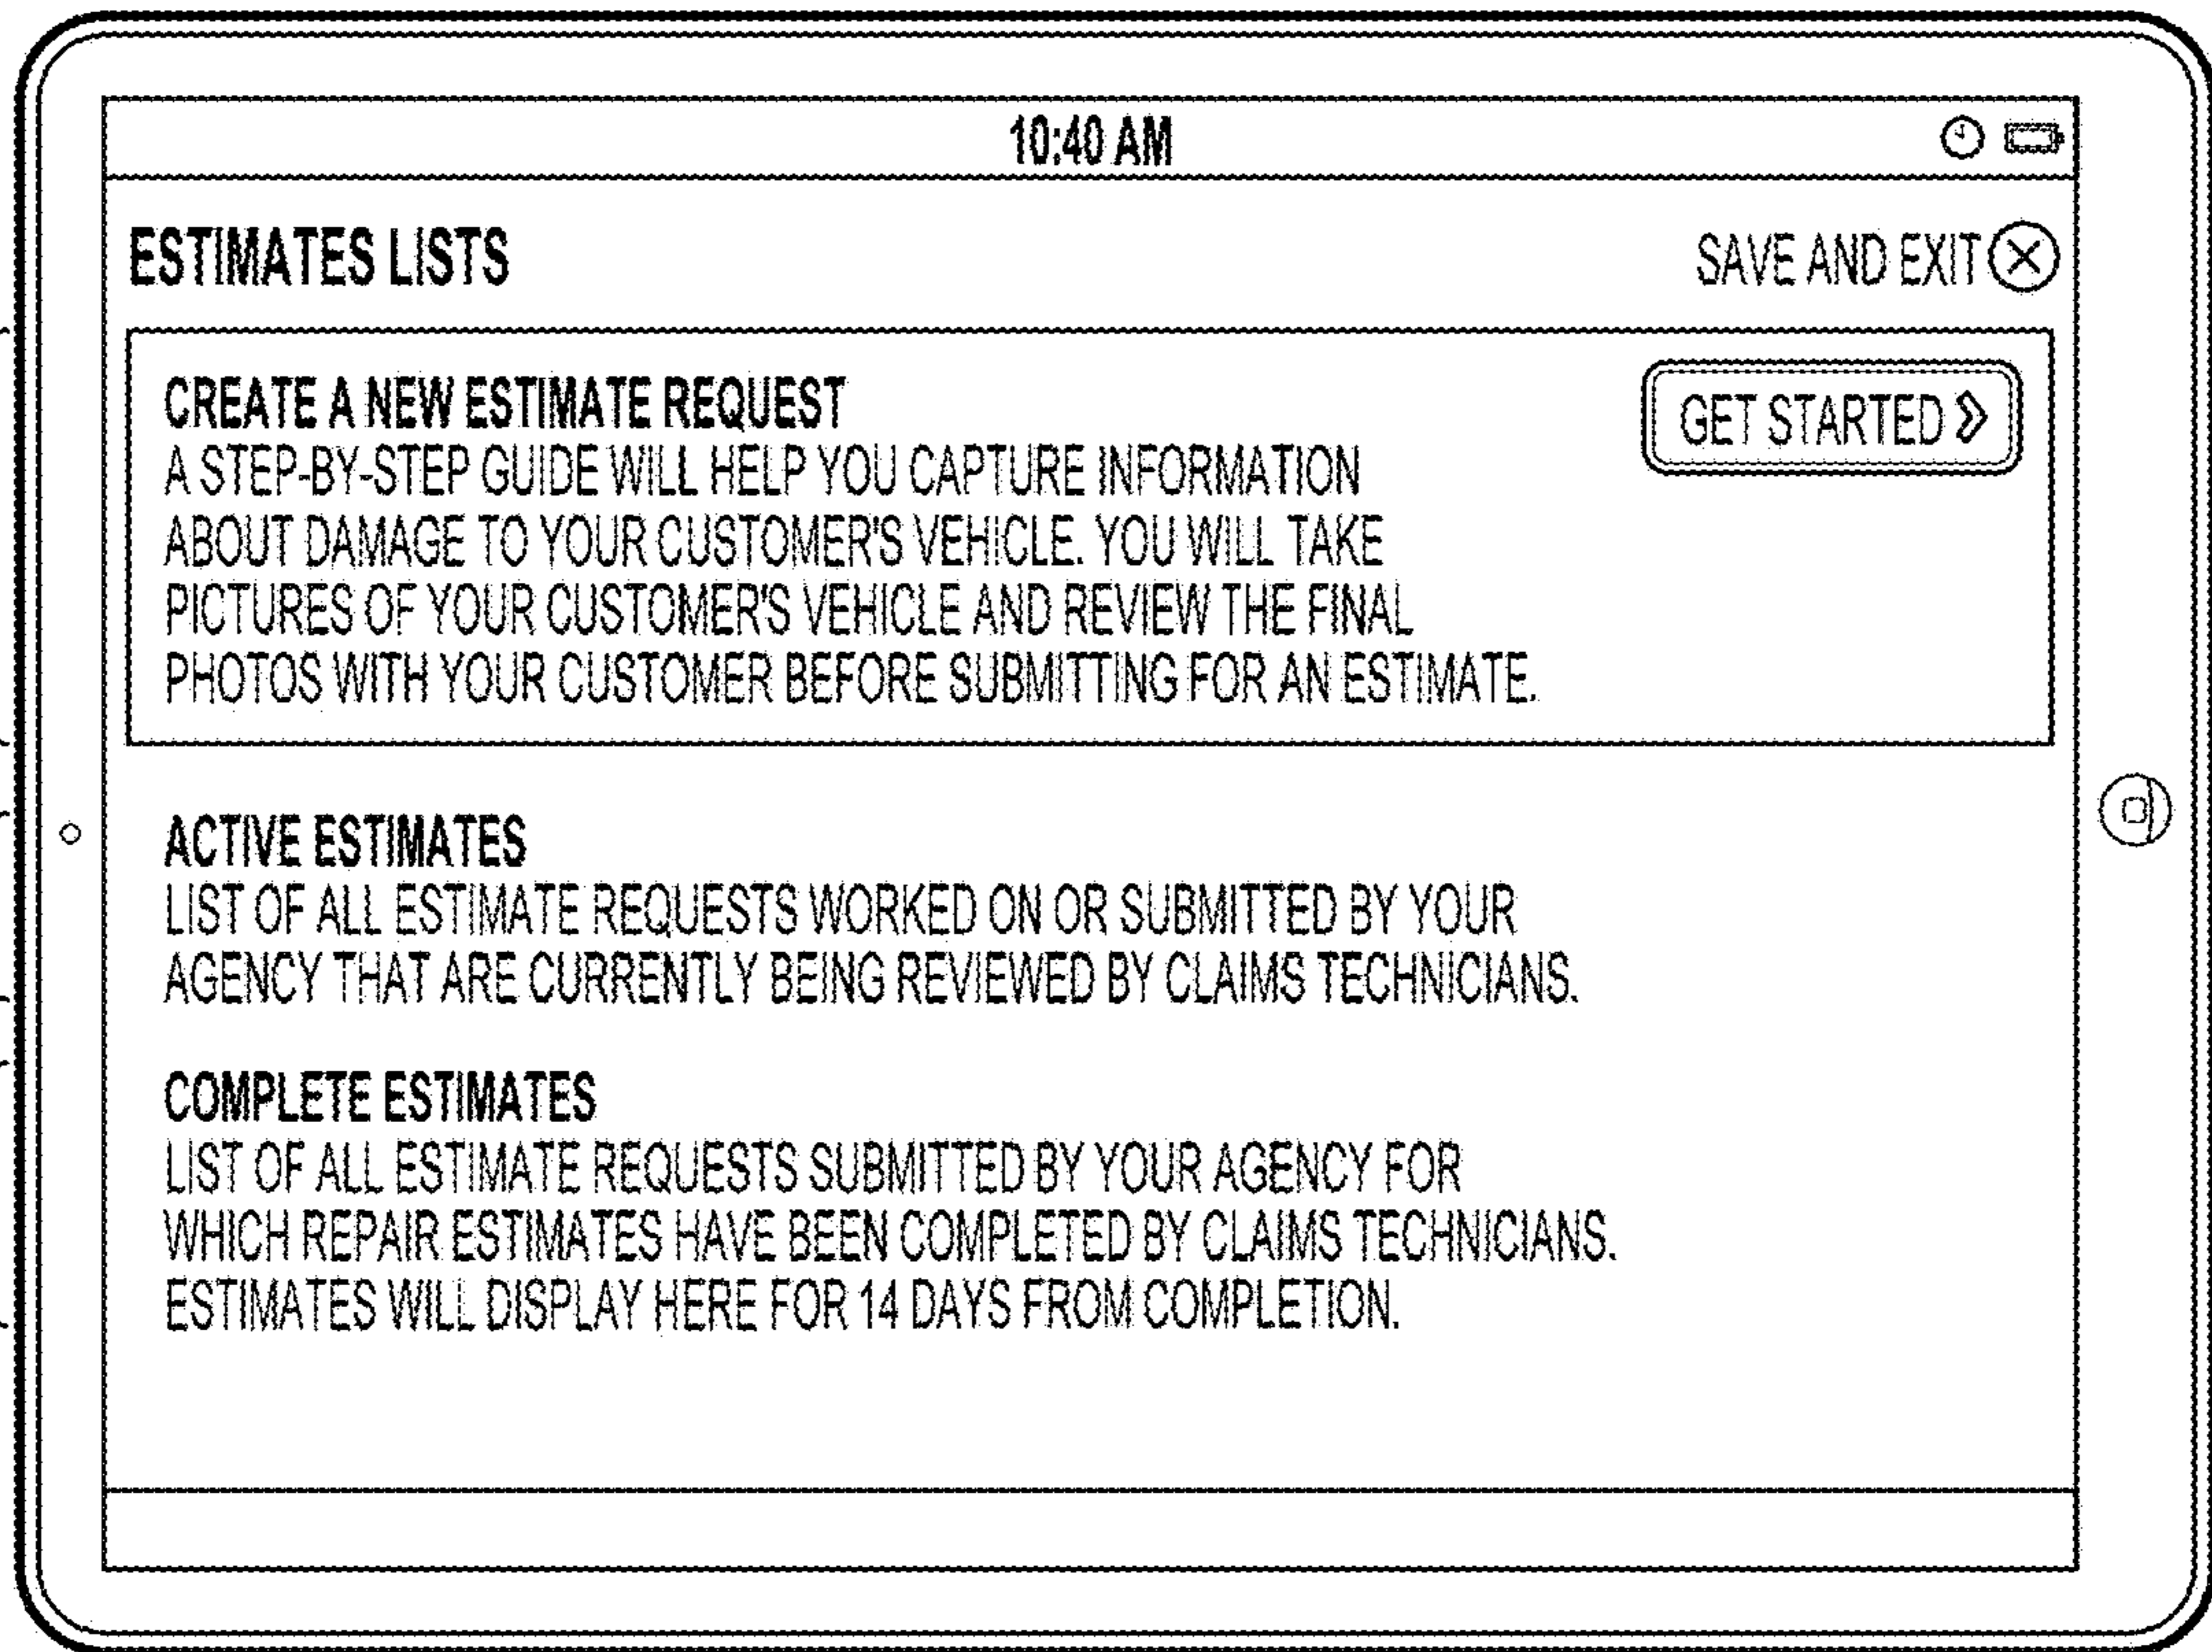 10:40 AM
ESTIMATES LISTS
SAVE AND EXIT
CREATE A NEW ESTIMATE REQUEST
GET STARTED
A STEP-BY-STEP GUIDE WILL HELP YOU CAPTURE INFORMATION
ABOUT DAMAGE TO YOUR CUSTOMER'S VEHICLE. YOU WILL TAKE
PICTURES OF YOUR CUSTOMER'S VEHICLE AND REVIEW THE FINAL
PHOTOS WITH YOUR CUSTOMER BEFORE SUBMITTING FOR AN ESTIMATE.
ACTIVE ESTIMATES
LIST OF ALL ESTIMATE REQUESTS WORKED ON OR SUBMITTED BY YOUR
AGENCY THAT ARE CURRENTLY BEING REVIEWED BY CLAIMS TECHNICIANS.
COMPLETE ESTIMATES
LIST OF ALL ESTIMATE REQUESTS SUBMITTED BY YOUR AGENCY FOR
WHICH REPAIR ESTIMATES HAVE BEEN COMPLETED BY CLAIMS TECHNICIANS.
ESTIMATES WILL DISPLAY HERE FOR 14 DAYS FROM COMPLETION.